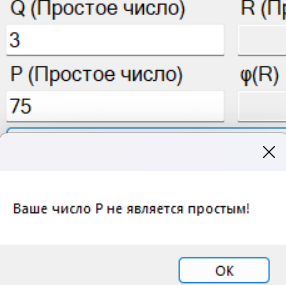 Q (Простое число)
R (П
3
P (Простое число)
φ(R)
75
Ваше число P не является простым!
OK